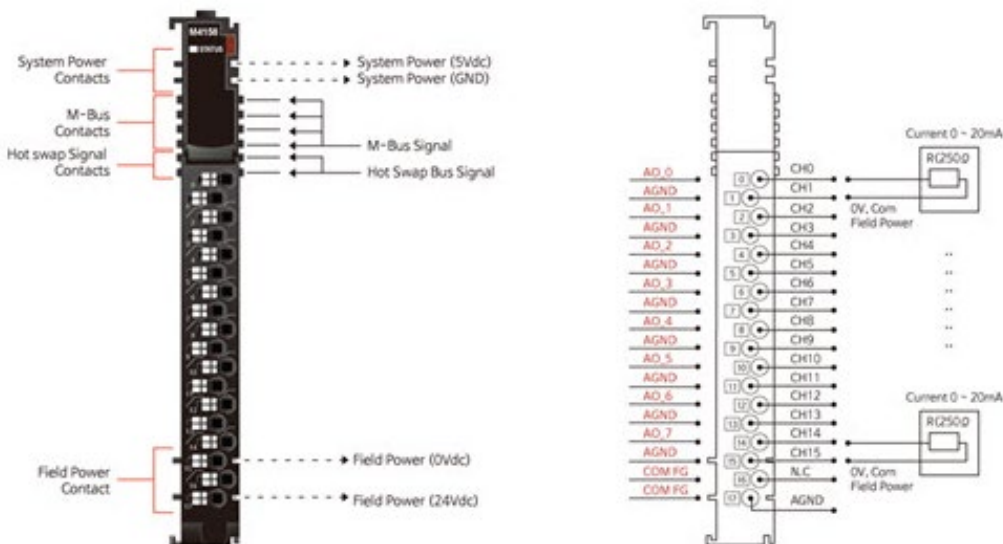 M4158
STATUS
System Power
Contacts
System Power (5Vdc)
System Power (GND)
M-Bus
Contacts
Hot swap Signal
Contacts
M-Bus Signal
Hot Swap Bus Signal
Field Power
Contact
Field Power (0Vdc)
Field Power (24Vdc)
AO_0
AGND
AO_1
AGND
AO_2
AGND
AO_3
AGND
AO_4
AGND
AO_5
AGND
AO_6
AGND
AO_7
AGND
COM FG
COM FG
0
1
2
3
4
5
6
7
8
9
10
11
12
13
14
15
16
17
CH0
CH1
CH2
CH3
CH4
CH5
CH6
CH7
CH8
CH9
CH10
CH11
CH12
CH13
CH14
CH15
N.C
AGND
Current 0 ~ 20mA
R(250Ω
0V, Com
Field Power
Current 0 ~ 20mA
R(250Ω
0V, Com
Field Power